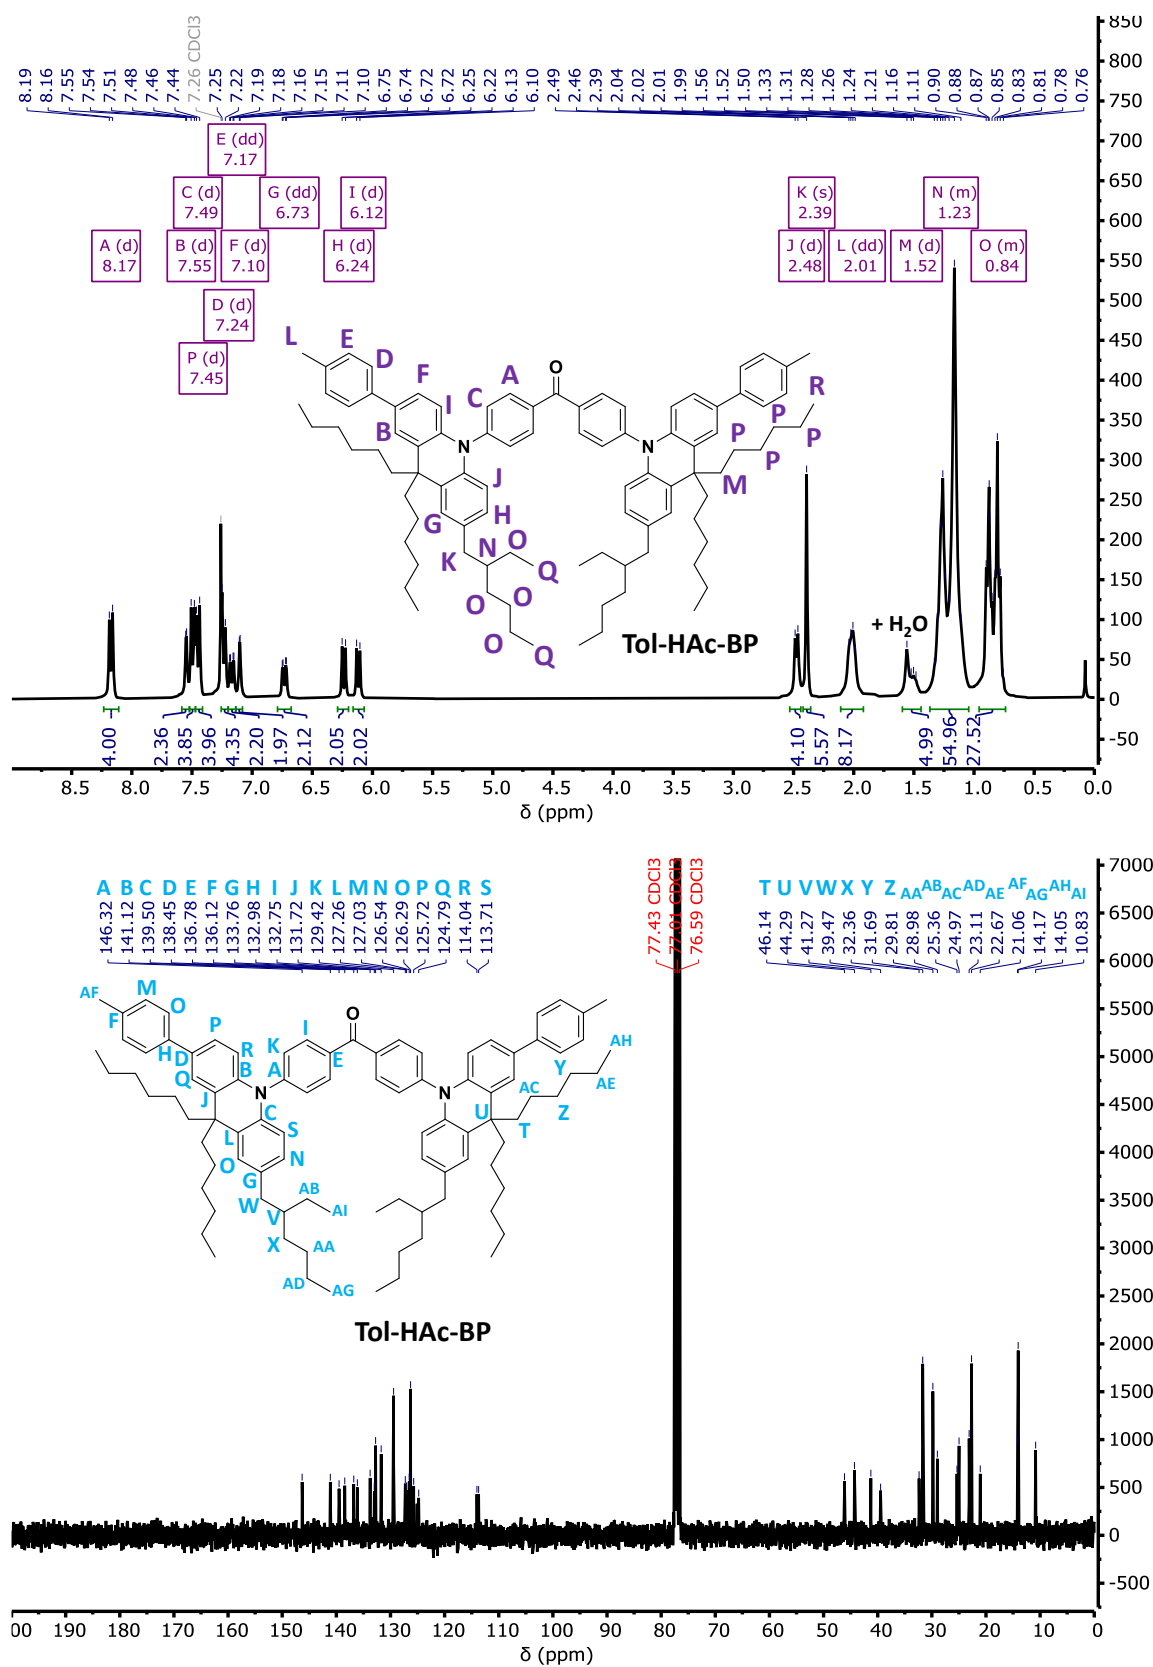 8.19 8.16 7.55 7.54 7.51 7.48 7.46 7.44 7.26 CDCl3 7.25 7.22 7.19 7.18 7.16 7.15 7.11 7.10 6.75 6.74 6.72 6.72 6.25 6.22 6.13 6.10 2.49 2.46 2.39 2.04 2.02 2.01 1.99 1.56 1.52 1.50 1.33 1.31 1.28 1.26 1.24 1.21 1.16 1.11 0.90 0.88 0.87 0.85 0.83 0.81 0.78 0.76
E (dd)
7.17
C (d)
7.49
G (dd)
6.73
I (d)
6.12
K (s)
2.39
N (m)
1.23
A (d)
8.17
B (d)
7.55
F (d)
7.10
H (d)
6.24
J (d)
2.48
L (dd)
2.01
M (d)
1.52
O (m)
0.84
D (d)
7.24
P (d)
7.45
850
800
750
700
650
600
550
500
450
400
350
300
250
200
150
100
50
0
-50
L E D F I A C B O N N J H G K N O Q O O O Q R P P P P M
Tol-HAc-BP
+ H2O
4.00 2.36 3.85 3.96 4.35 2.20 1.97 2.12 2.05 2.02 4.10 5.57 8.17 4.99 54.96 27.52
8.5 8.0 7.5 7.0 6.5 6.0 5.5 5.0 4.5 4.0 3.5 3.0 2.5 2.0 1.5 1.0 0.5 0.0
δ (ppm)
A B C D E F G H I J K L M N O P Q R S
146.32 141.12 139.50 138.45 136.78 136.12 133.76 132.98 132.75 131.72 129.42 127.26 127.03 126.54 126.29 125.72 124.79 114.04 113.71
77.43 CDCl3
77.01 CDCl3
76.59 CDCl3
T U V W X Y Z AA AB AC AD AE AF AG AH AI
46.14 44.29 41.27 39.47 32.36 31.69 29.81 28.98 25.36 24.97 23.11 22.67 21.06 14.17 14.05 10.83
7000
6500
6000
5500
5000
4500
4000
3500
3000
2500
2000
1500
1000
500
0
-500
AF M O F P H D R Q B J K I A E O N N C L S O N G W V AB AI X AA AD AG U T AC Z Y AE AH
Tol-HAc-BP
00 190 180 170 160 150 140 130 120 110 100 90 80 70 60 50 40 30 20 10 0
δ (ppm)